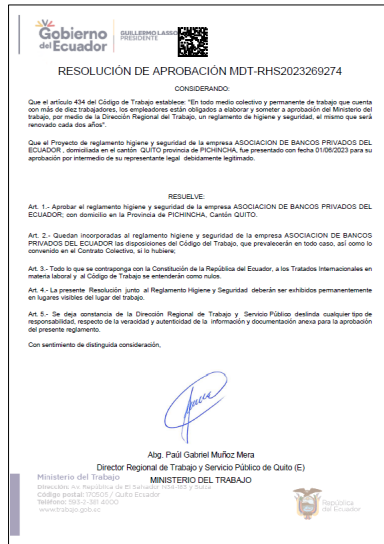 Gobierno
del Ecuador
GUILLERMO LASSO
PRESIDENTE
RESOLUCIÓN DE APROBACIÓN MDT-RHS2023269274
CONSIDERANDO:
Que el artículo 434 del Código de Trabajo establece: "En todo medio colectivo y permanente de trabajo que cuenta
con más de diez trabajadores, los empleadores están obligados a elaborar y someter a aprobación del Ministerio del
trabajo, por medio de la Dirección Regional del Trabajo, un reglamento de higiene y seguridad, el mismo que será
renovado cada dos años".
Que el Proyecto de reglamento higiene y seguridad de la empresa ASOCIACION DE BANCOS PRIVADOS DEL
ECUADOR , domiciliada en el cantón QUITO provincia de PICHINCHA, fue presentado con fecha 01/06/2023 para su
aprobación por intermedio de su representante legal debidamente legitimado.
RESUELVE:
Art. 1.- Aprobar el reglamento higiene y seguridad de la empresa ASOCIACION DE BANCOS PRIVADOS DEL
ECUADOR; con domicilio en la Provincia de PICHINCHA, Cantón QUITO.
Art. 2.- Quedan incorporadas al reglamento higiene y seguridad de la empresa ASOCIACION DE BANCOS
PRIVADOS DEL ECUADOR las disposiciones del Código del Trabajo, que prevalecerán en todo caso, así como lo
convenido en el Contrato Colectivo, si lo hubiere;
Art. 3.- Todo lo que se contraponga con la Constitución de la República del Ecuador, a los Tratados Internacionales en
materia laboral y al Código de Trabajo se entenderán como nulos.
Art. 4.- La presente Resolución junto al Reglamento Higiene y Seguridad deberán ser exhibidos permanentemente
en lugares visibles del lugar del trabajo.
Art. 5.- Se deja constancia de la Dirección Regional de Trabajo y Servicio Público deslinda cualquier tipo de
responsabilidad, respecto de la veracidad y autenticidad de la información y documentación anexa para la aprobación
del presente reglamento.
Con sentimiento de distinguida consideración,
Abg. Paúl Gabriel Muñoz Mera
Director Regional de Trabajo y Servicio Público de Quito (E)
MINISTERIO DEL TRABAJO
Ministerio del Trabajo
Dirección: Av. República de El Salvador N34-183 y Suiza
Código postal: 170505 / Quito Ecuador
Teléfono: 593-2-381 4000
www.trabajo.gob.ec
República
del Ecuador